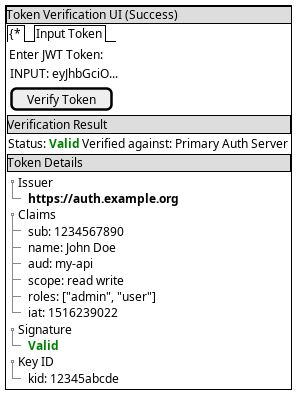 Token Verification UI (Success)
{* Input Token
Enter JWT Token:
INPUT: eyJhbGciO...
Verify Token
Verification Result
Status: Valid Verified against: Primary Auth Server
Token Details
Issuer
https://auth.example.org
Claims
sub: 1234567890
name: John Doe
aud: my-api
scope: read write
roles: ["admin", "user"]
iat: 1516239022
Signature
Valid
Key ID
kid: 12345abcde